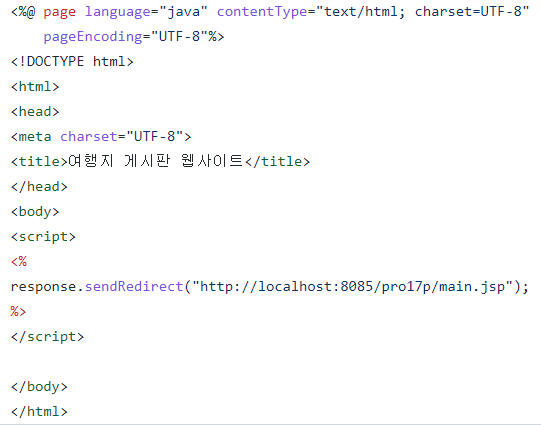 <%@ page language="java" contentType="text/html; charset=UTF-8"
    pageEncoding="UTF-8"%>
<!DOCTYPE html>
<html>
<head>
<meta charset="UTF-8">
<title>여행지 게시판 웹사이트</title>
</head>
<body>
<script>
<%
response.sendRedirect("http://localhost:8085/pro17p/main.jsp");
%>
</script>

</body>
</html>